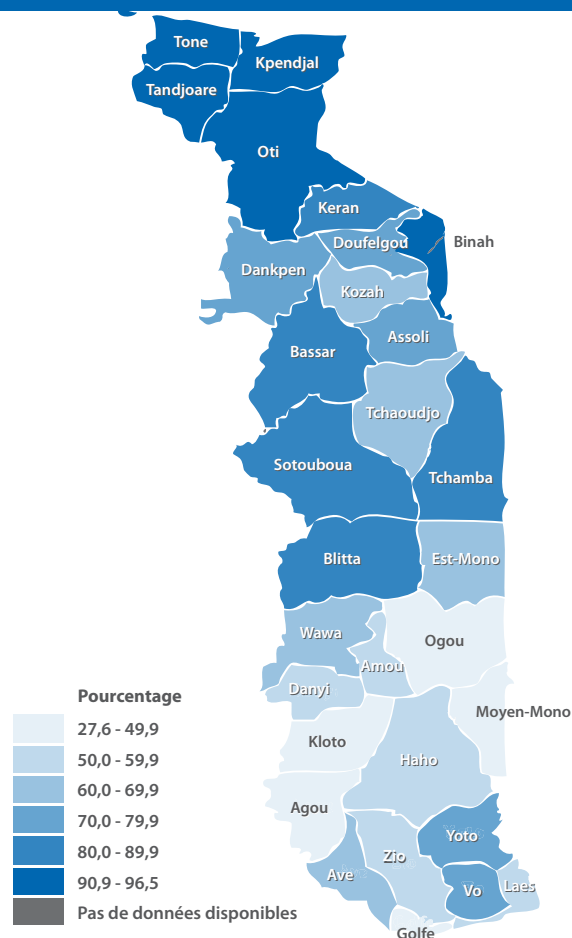 Tone
Kpendjal
Tandjoare
Oti
Keran
Doufelgou
Binah
Dankpen
Kozah
Assoli
Bassar
Tchaoudjo
Sotouboua
Tchamba
Blitta
Est-Mono
Wawa
Ogou
Amou
Danyi
Moyen-Mono
Kloto
Haho
Agou
Yoto
Zio
Ave
Vo
Laes
Golfe
Pourcentage
27,6 - 49,9
50,0 - 59,9
60,0 - 69,9
70,0 - 79,9
80,0 - 89,9
90,9 - 96,5
Pas de données disponibles